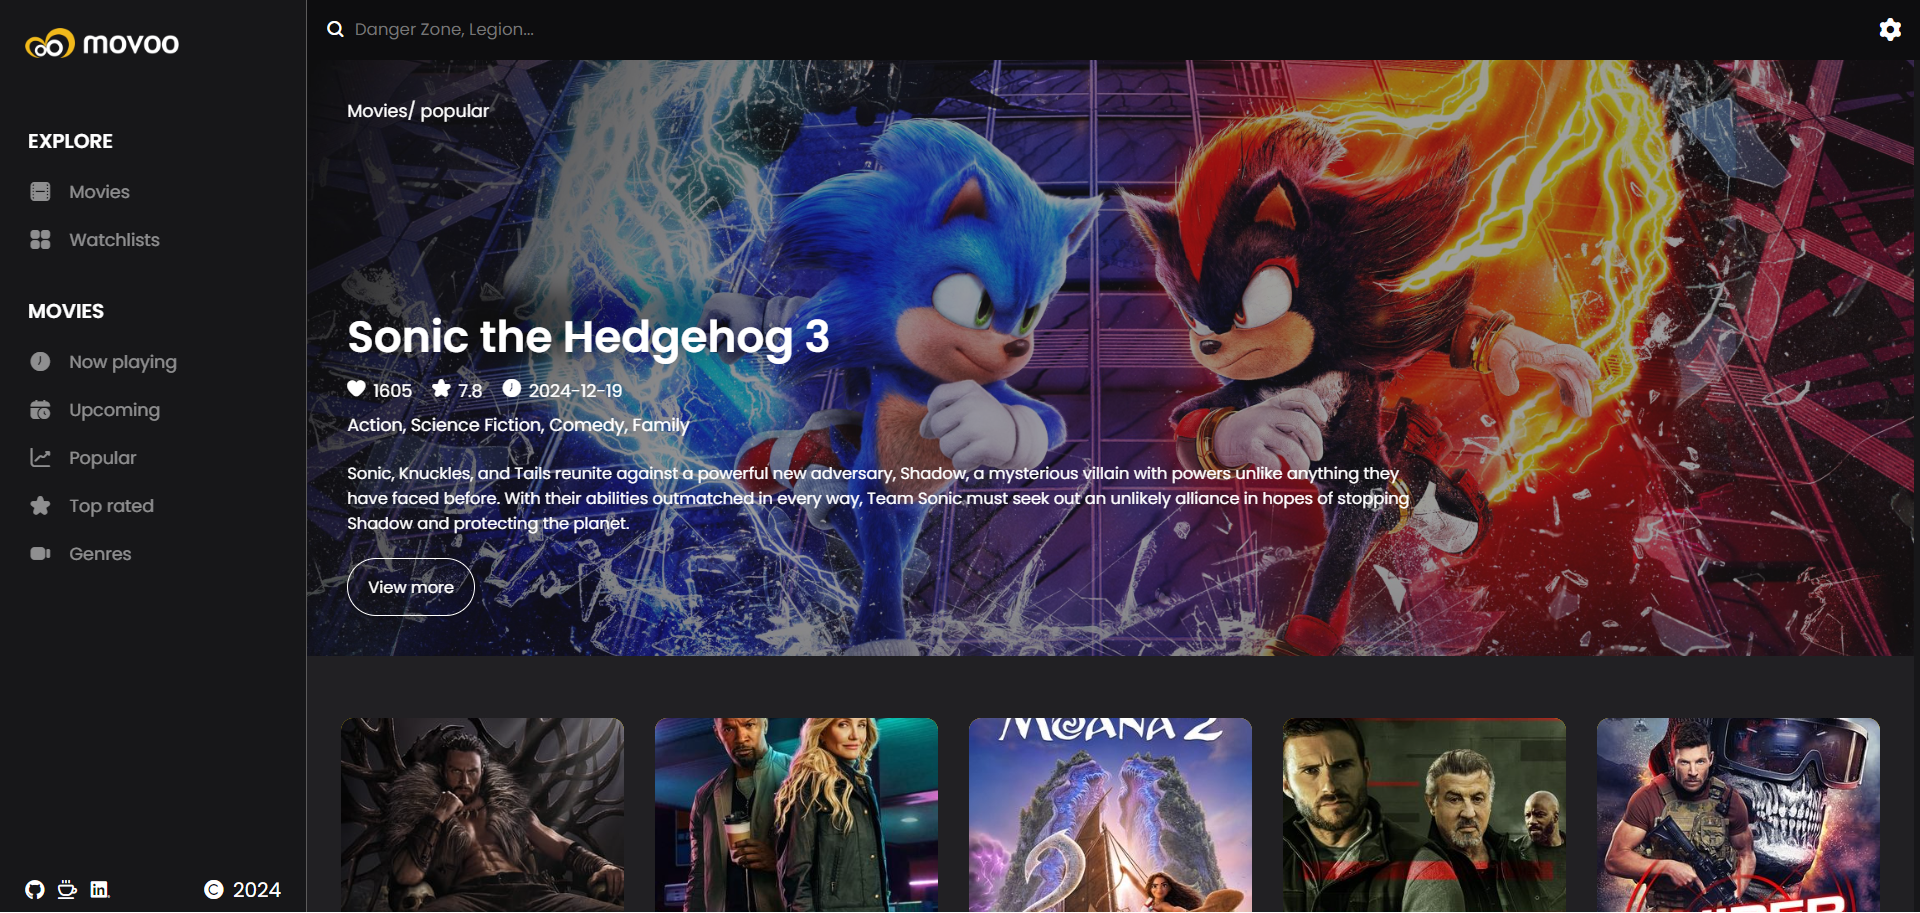 movoo
Danger Zone, Legion...
EXPLORE
Movies
Watchlists
MOVIES
Now playing
Upcoming
Popular
Top rated
Genres
2024
Movies/ popular
Sonic the Hedgehog 3
1605 7.8 2024-12-19
Action, Science Fiction, Comedy, Family
Sonic, Knuckles, and Tails reunite against a powerful new adversary, Shadow, a mysterious villain with powers unlike anything they
have faced before. With their abilities outmatched in every way, Team Sonic must seek out an unlikely alliance in hopes of stopping
Shadow and protecting the planet.
View more
MOANA 2